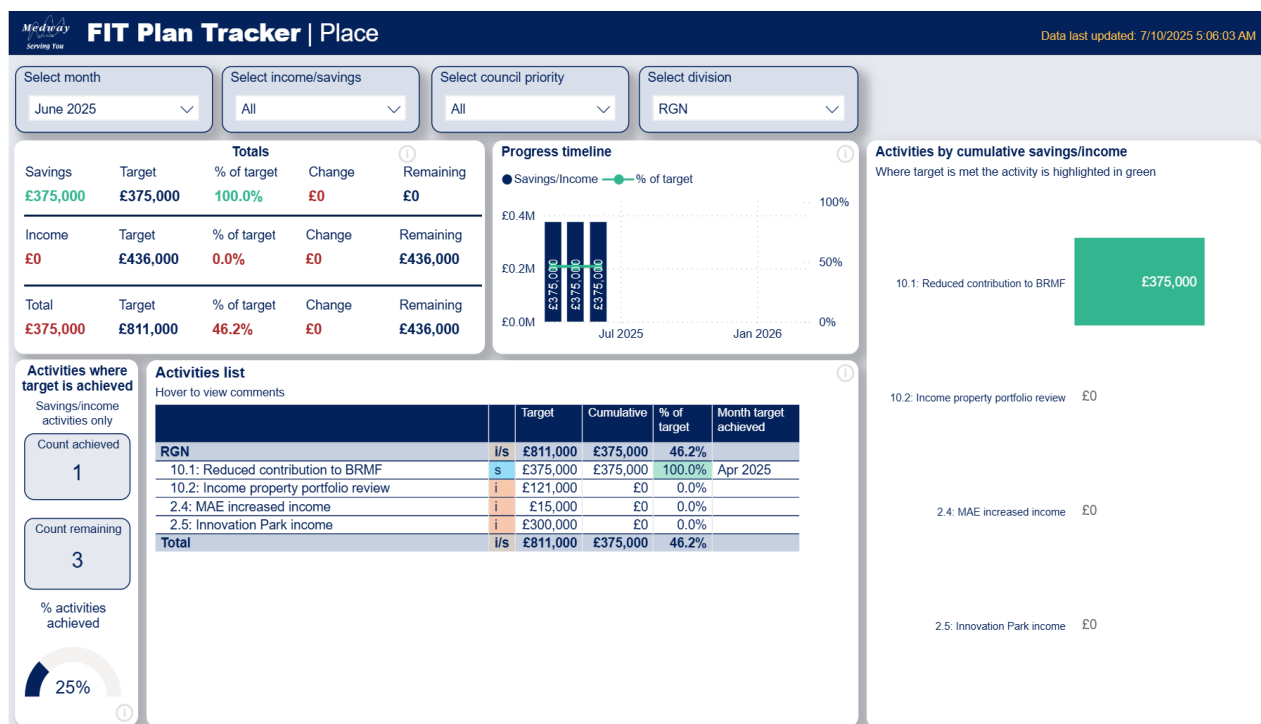 Medway
Serving You
FIT Plan Tracker | Place
Data last updated: 7/10/2025 5:06:03 AM
Select month
June 2025
Select income/savings
All
Select council priority
All
Select division
RGN
Totals
Savings Target % of target Change Remaining
£375,000 £375,000 100.0% £0 £0
Income Target % of target Change Remaining
£0 £436,000 0.0% £0 £436,000
Total Target % of target Change Remaining
£375,000 £811,000 46.2% £0 £436,000
Progress timeline
Savings/Income % of target
£0.4M
£0.2M
£0.0M
100%
50%
0%
£375,000
£375,000
£375,000
Jul 2025 Jan 2026
Activities by cumulative savings/income
Where target is met the activity is highlighted in green
10.1: Reduced contribution to BRMF £375,000
10.2: Income property portfolio review £0
2.4: MAE increased income £0
2.5: Innovation Park income £0
Activities where
target is achieved
Savings/income
activities only
Count achieved
1
Count remaining
3
% activities
achieved
25%
Activities list
Hover to view comments
Target Cumulative % of target Month target achieved
RGN i/s £811,000 £375,000 46.2%
10.1: Reduced contribution to BRMF s £375,000 £375,000 100.0% Apr 2025
10.2: Income property portfolio review i £121,000 £0 0.0%
2.4: MAE increased income i £15,000 £0 0.0%
2.5: Innovation Park income i £300,000 £0 0.0%
Total i/s £811,000 £375,000 46.2%